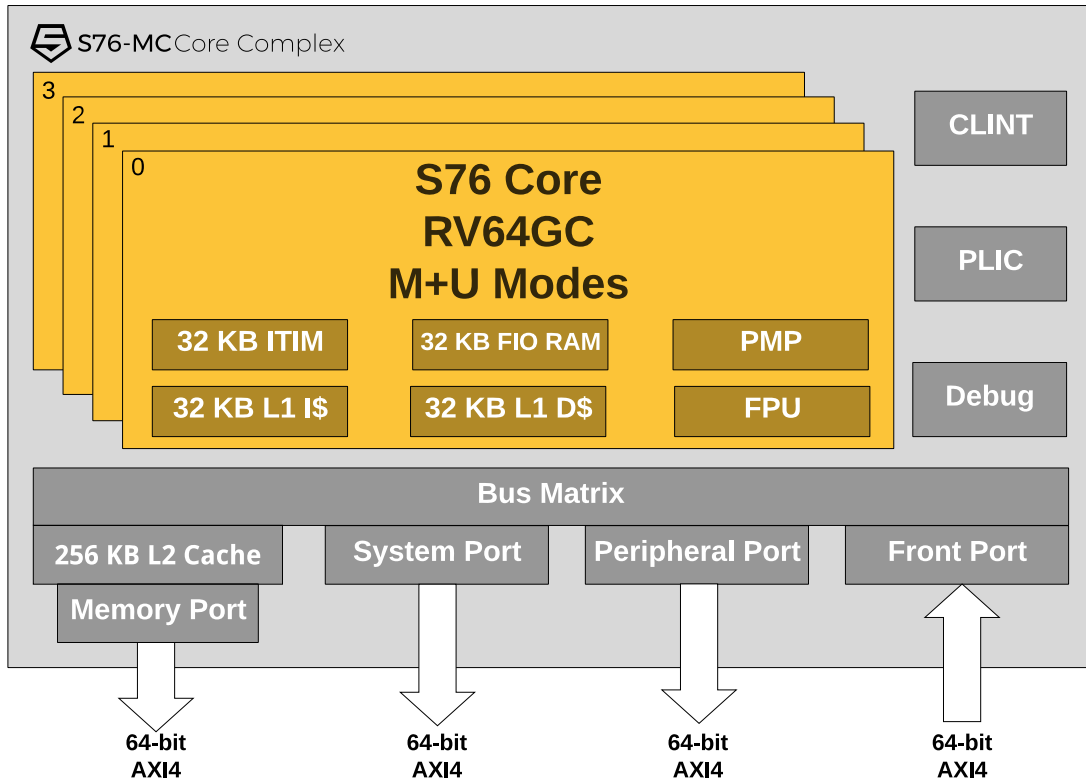 S76-MC Core Complex
3
2
1
0
S76 Core
RV64GC
M+U Modes
32 KB ITIM
32 KB FIO RAM
PMP
32 KB L1 I$
32 KB L1 D$
FPU
CLINT
PLIC
Debug
Bus Matrix
256 KB L2 Cache
System Port
Peripheral Port
Front Port
Memory Port
64-bit
AXI4
64-bit
AXI4
64-bit
AXI4
64-bit
AXI4